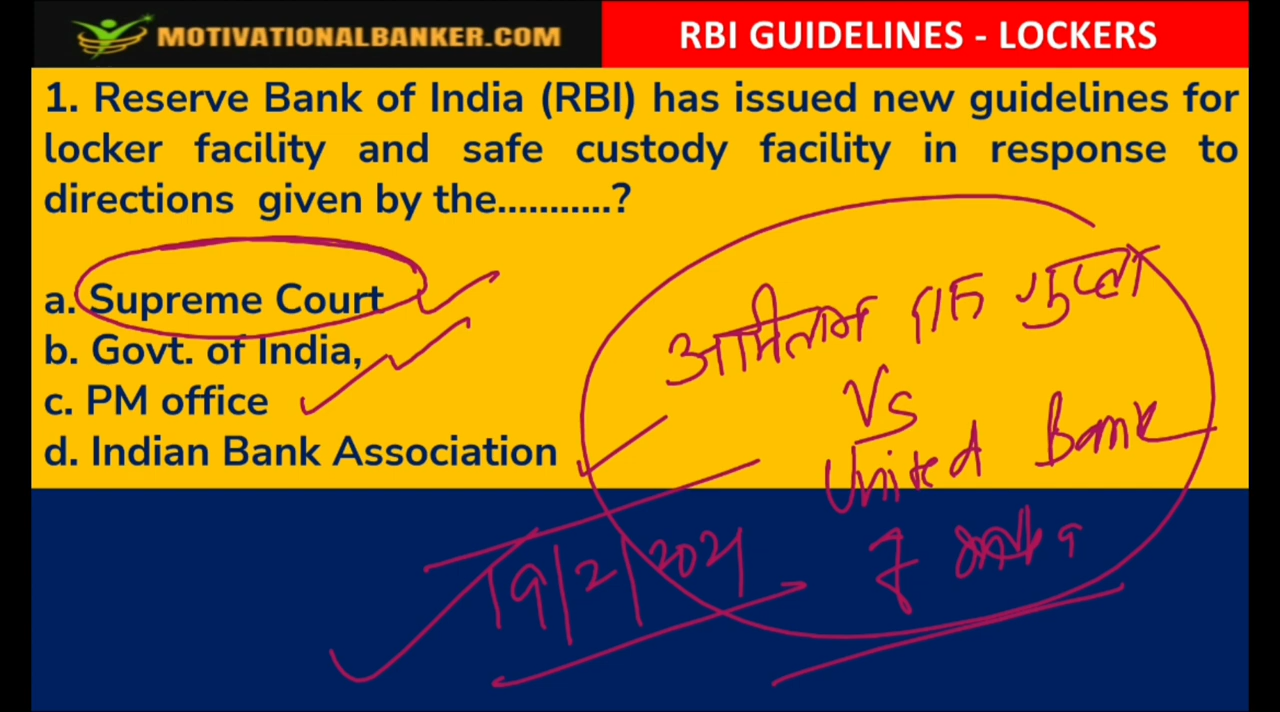 MOTIVATIONALBANKER.COM
RBI GUIDELINES - LOCKERS
1. Reserve Bank of India (RBI) has issued new guidelines for
locker facility and safe custody facility in response to
directions given by the...........?
a. Supreme Court
b. Govt. of India,
c. PM office
d. Indian Bank Association
VS
United Bank
19/2/2021